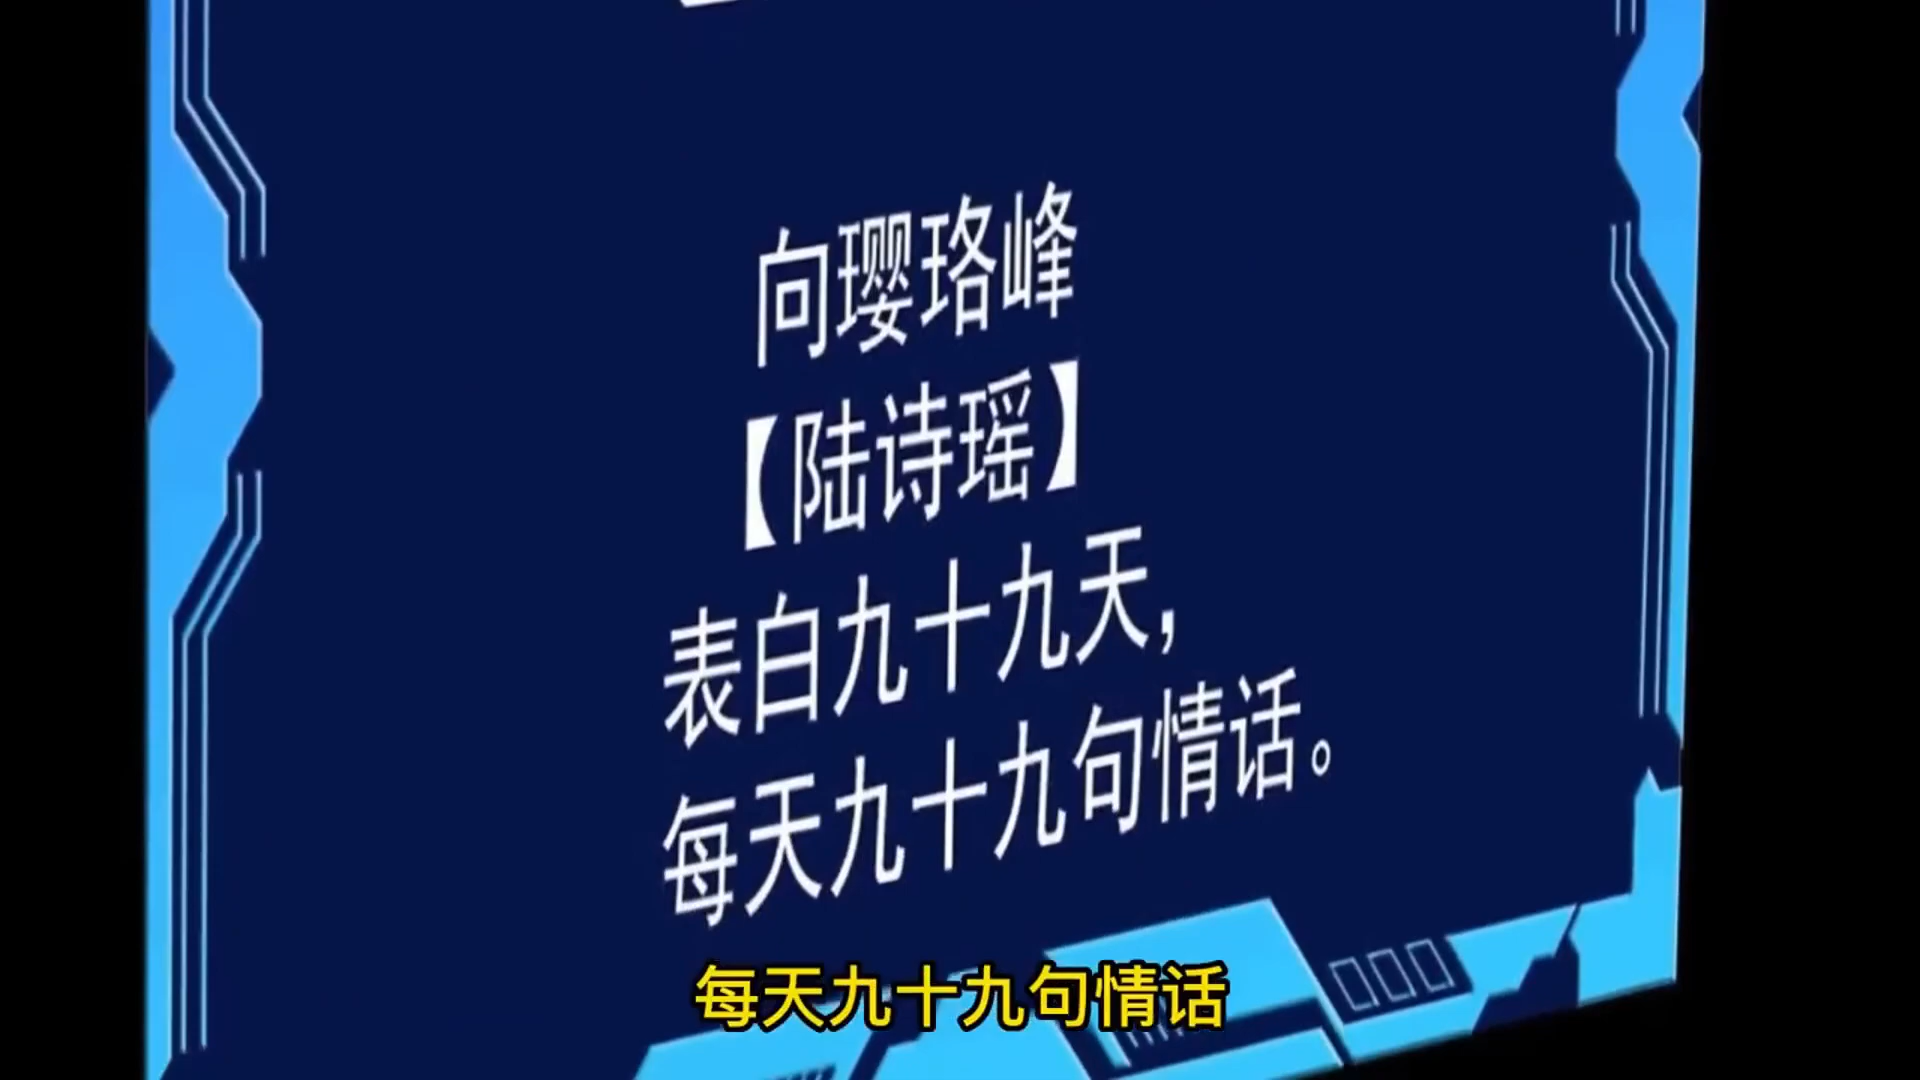 向璎珞峰
【陆诗瑶】
表白九十九天，
每天九十九句情话。
每天九十九句情话